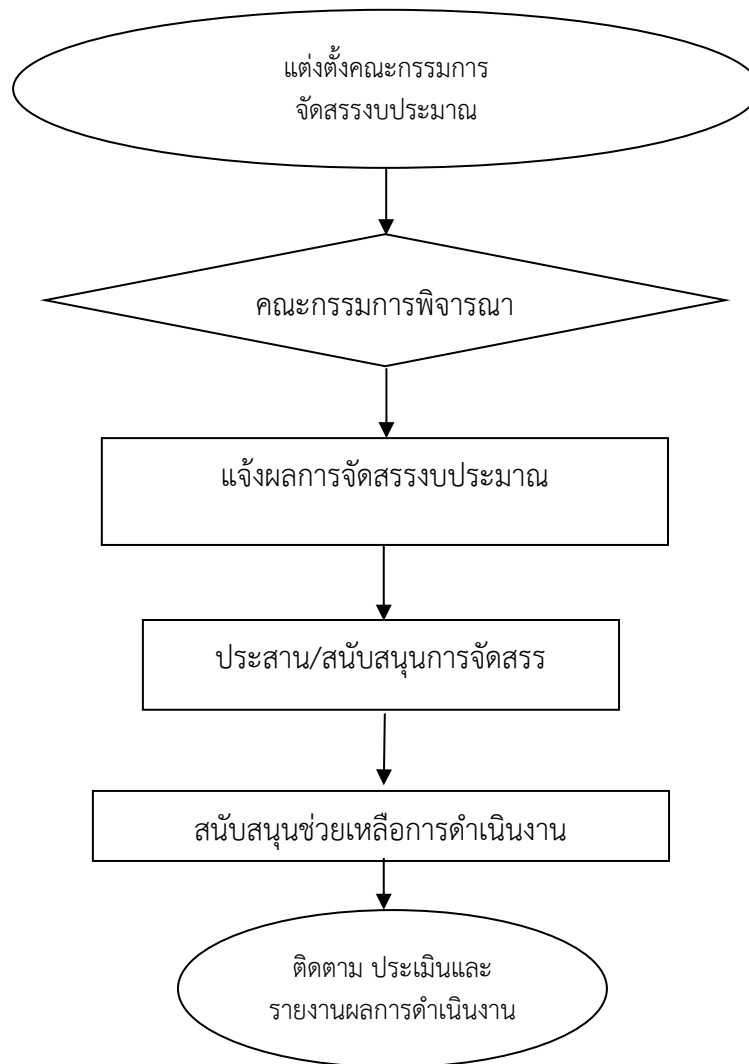 แต่งตั้งคณะกรรมการ
จัดสรรงบประมาณ
คณะกรรมการพิจารณา
แจ้งผลการจัดสรรงบประมาณ
ประสาน/สนับสนุนการจัดสรร
สนับสนุนช่วยเหลือการดำเนินงาน
ติดตาม ประเมินและ
รายงานผลการดำเนินงาน